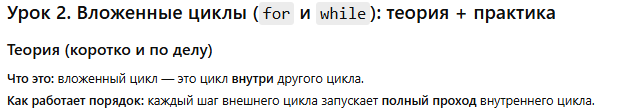 Урок 2. Вложенные циклы (for и while): теория + практика
Теория (коротко и по делу)
Что это: вложенный цикл — это цикл внутри другого цикла.
Как работает порядок: каждый шаг внешнего цикла запускает полный проход внутреннего цикла.